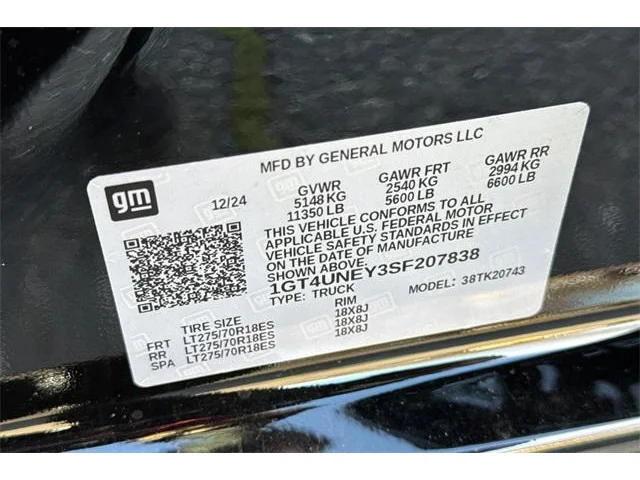 MFD BY GENERAL MOTORS LLC
gm
12/24
GVWR GAWR FRT GAWR RR
5148 KG 2540 KG 2994 KG
11350 LB 5600 LB 6600 LB
THIS VEHICLE CONFORMS TO ALL
APPLICABLE U.S. FEDERAL MOTOR
VEHICLE SAFETY STANDARDS IN EFFECT
ON THE DATE OF MANUFACTURE
SHOWN ABOVE.
1GT4UNEY3SF207838
TYPE: TRUCK MODEL: 38TK20743
TIRE SIZE RIM
FRT LT275/70R18ES 18X8J
RR LT275/70R18ES 18X8J
SPA LT275/70R18ES 18X8J